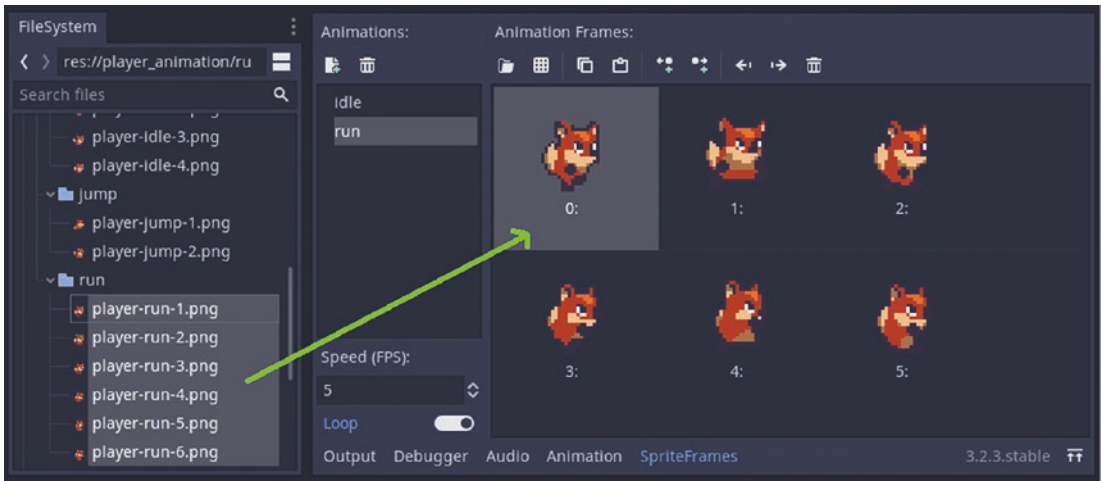 FileSystem
res://player_animation/ru
Search files
player-idle-3.png
player-idle-4.png
jump
player-jump-1.png
player-jump-2.png
run
player-run-1.png
player-run-2.png
player-run-3.png
player-run-4.png
player-run-5.png
player-run-6.png
Animations:
idle
run
Speed (FPS):
5
Loop
Animation Frames:
0:
1:
2:
3:
4:
5:
Output Debugger Audio Animation SpriteFrames 3.2.3.stable